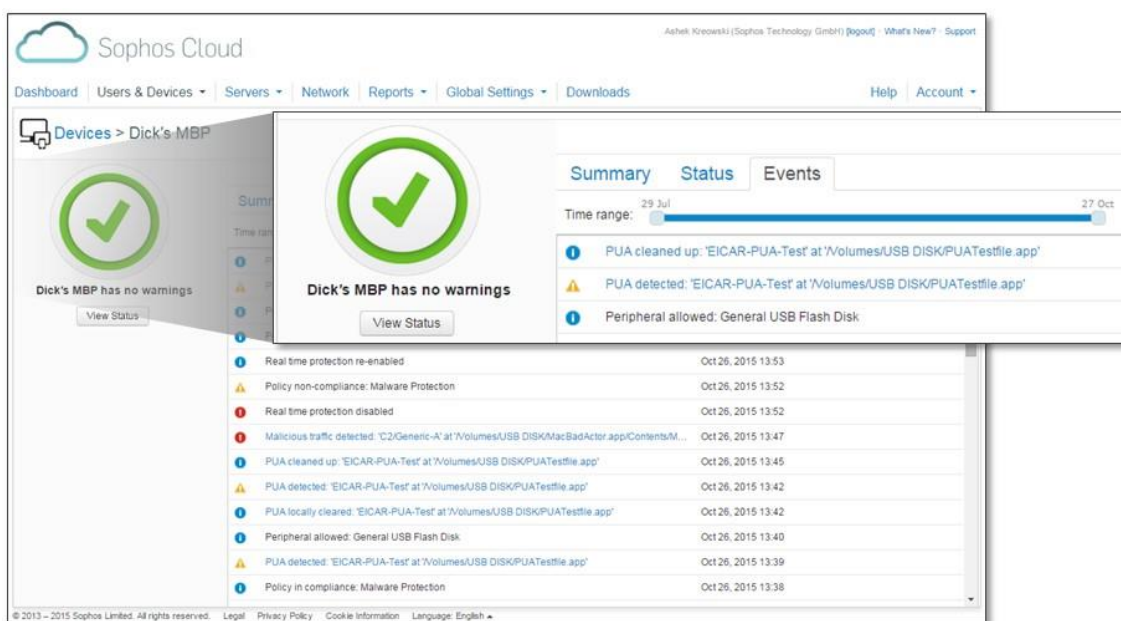 Sophos Cloud
Ashek Kreowski (Sophos Technology GmbH) [logout] · What's New? · Support
Dashboard Users & Devices Servers Network Reports Global Settings Downloads Help Account
Devices > Dick's MBP
Dick's MBP has no warnings
View Status
Dick's MBP has no warnings
View Status
Summary Status Events
Time range: 29 Jul 27 Oct
PUA cleaned up: 'EICAR-PUA-Test' at '/Volumes/USB DISK/PUATestfile.app'
PUA detected: 'EICAR-PUA-Test' at '/Volumes/USB DISK/PUATestfile.app'
Peripheral allowed: General USB Flash Disk
Real time protection re-enabled Oct 26, 2015 13:53
Policy non-compliance: Malware Protection Oct 26, 2015 13:52
Real time protection disabled Oct 26, 2015 13:52
Malicious traffic detected: 'C2/Generic-A' at '/Volumes/USB DISK/MacBadActor.app/Contents/M... Oct 26, 2015 13:47
PUA cleaned up: 'EICAR-PUA-Test' at '/Volumes/USB DISK/PUATestfile.app' Oct 26, 2015 13:45
PUA detected: 'EICAR-PUA-Test' at '/Volumes/USB DISK/PUATestfile.app' Oct 26, 2015 13:42
PUA locally cleared: 'EICAR-PUA-Test' at '/Volumes/USB DISK/PUATestfile.app' Oct 26, 2015 13:42
Peripheral allowed: General USB Flash Disk Oct 26, 2015 13:40
PUA detected: 'EICAR-PUA-Test' at '/Volumes/USB DISK/PUATestfile.app' Oct 26, 2015 13:39
Policy in compliance: Malware Protection Oct 26, 2015 13:38
© 2013 – 2015 Sophos Limited. All rights reserved. Legal Privacy Policy Cookie Information Language: English